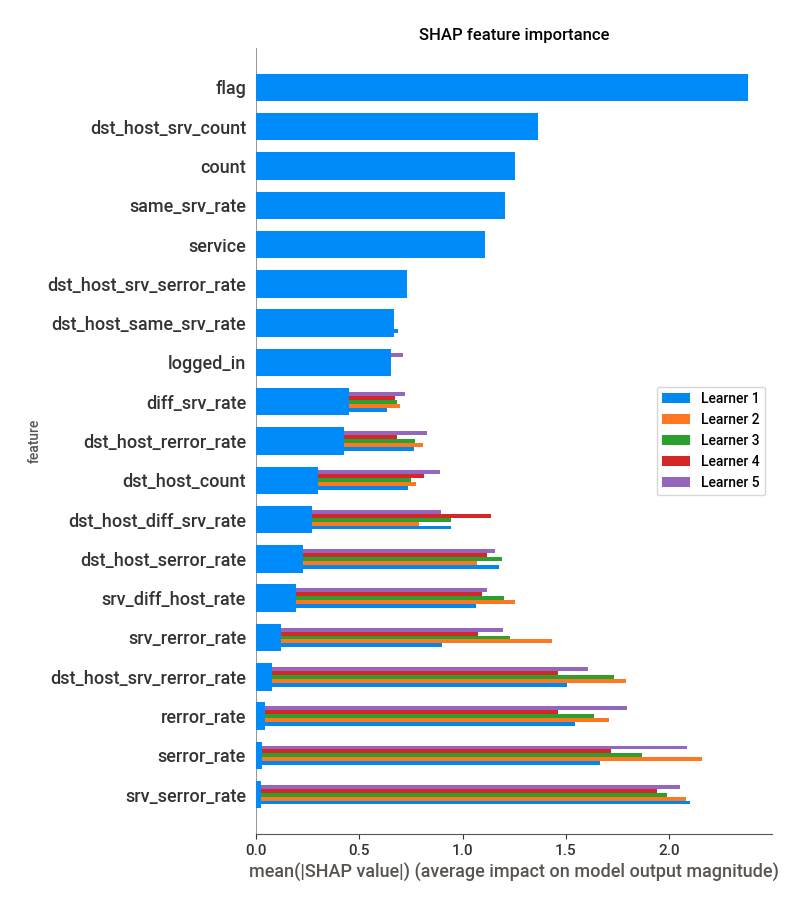 SHAP feature importance
flag
dst_host_srv_count
count
same_srv_rate
service
dst_host_srv_serror_rate
dst_host_same_srv_rate
logged_in
diff_srv_rate
dst_host_rerror_rate
dst_host_count
dst_host_diff_srv_rate
dst_host_serror_rate
srv_diff_host_rate
srv_rerror_rate
dst_host_srv_rerror_rate
rerror_rate
serror_rate
srv_serror_rate
feature
Learner 1
Learner 2
Learner 3
Learner 4
Learner 5
0.0 0.5 1.0 1.5 2.0
mean(|SHAP value|) (average impact on model output magnitude)